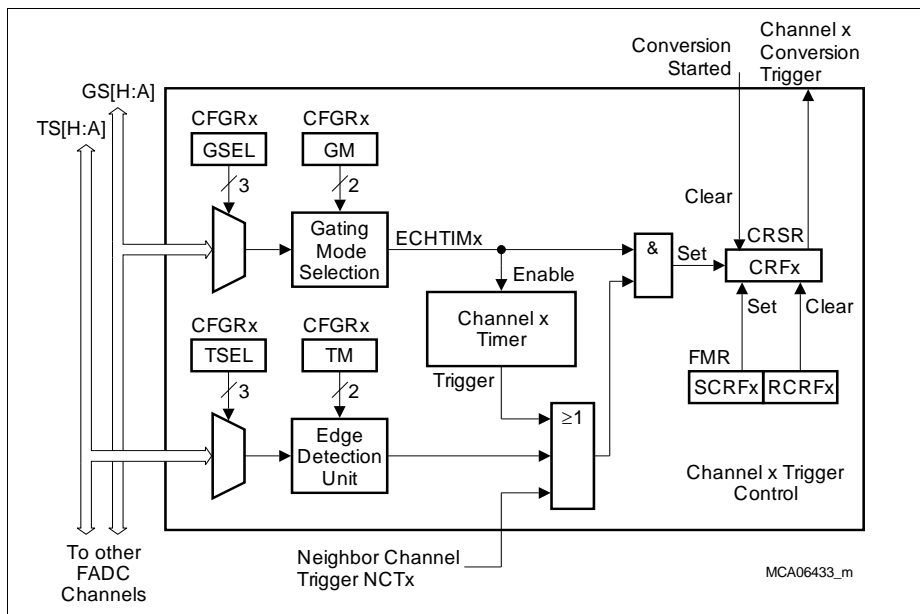 Channel x
Conversion
Trigger
Conversion
Started
GS[H:A]
TS[H:A]
CFGRx
GSEL
3
CFGRx
GM
2
Clear
Gating
Mode
Selection
ECHTIMx
&
Set
CRSR
CRFx
Enable
Channel x
Timer
Set
Clear
CFGRx
TSEL
3
CFGRx
TM
2
Trigger
FMR
SCRFx
RCRFx
≥1
Edge
Detection
Unit
Channel x Trigger
Control
To other
FADC
Channels
Neighbor Channel
Trigger NCTx
MCA06433_m